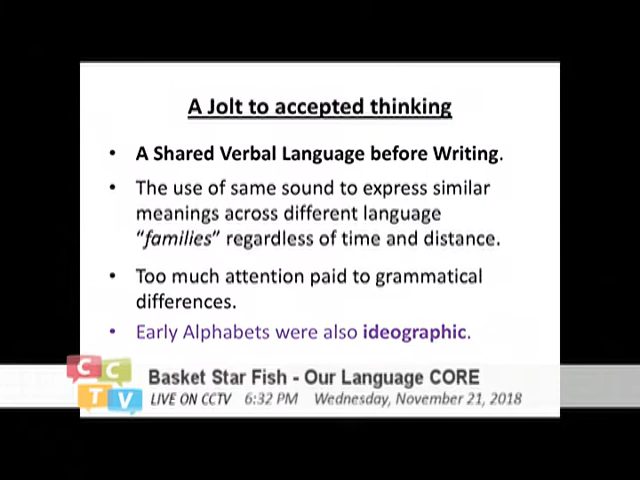 A Jolt to accepted thinking
• A Shared Verbal Language before Writing.
• The use of same sound to express similar
meanings across different language
“families” regardless of time and distance.
• Too much attention paid to grammatical
differences.
• Early Alphabets were also ideographic.
C C
T V
Basket Star Fish - Our Language CORE
LIVE ON CCTV 6:32 PM Wednesday, November 21, 2018